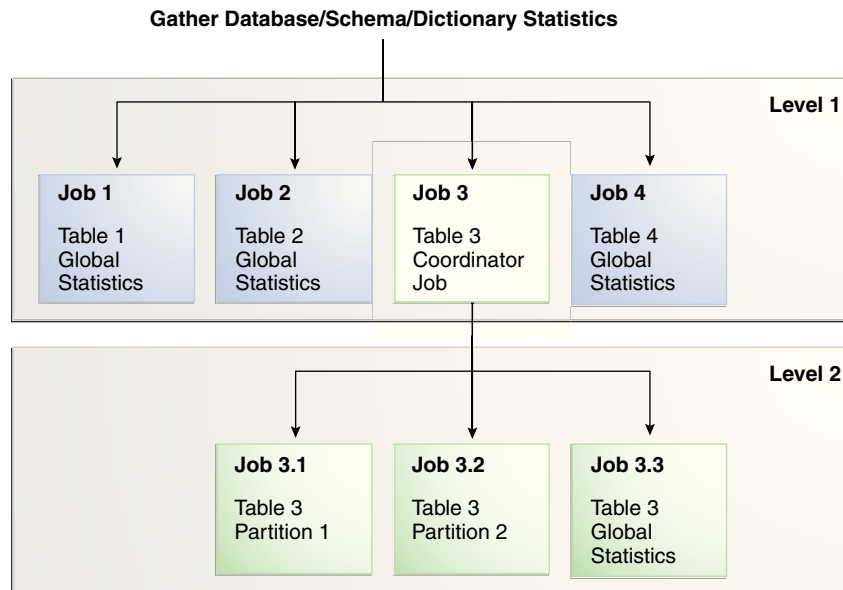 Gather Database/Schema/Dictionary Statistics
Level 1
Job 1
Table 1
Global
Statistics
Job 2
Table 2
Global
Statistics
Job 3
Table 3
Coordinator
Job
Job 4
Table 4
Global
Statistics
Level 2
Job 3.1
Table 3
Partition 1
Job 3.2
Table 3
Partition 2
Job 3.3
Table 3
Global
Statistics